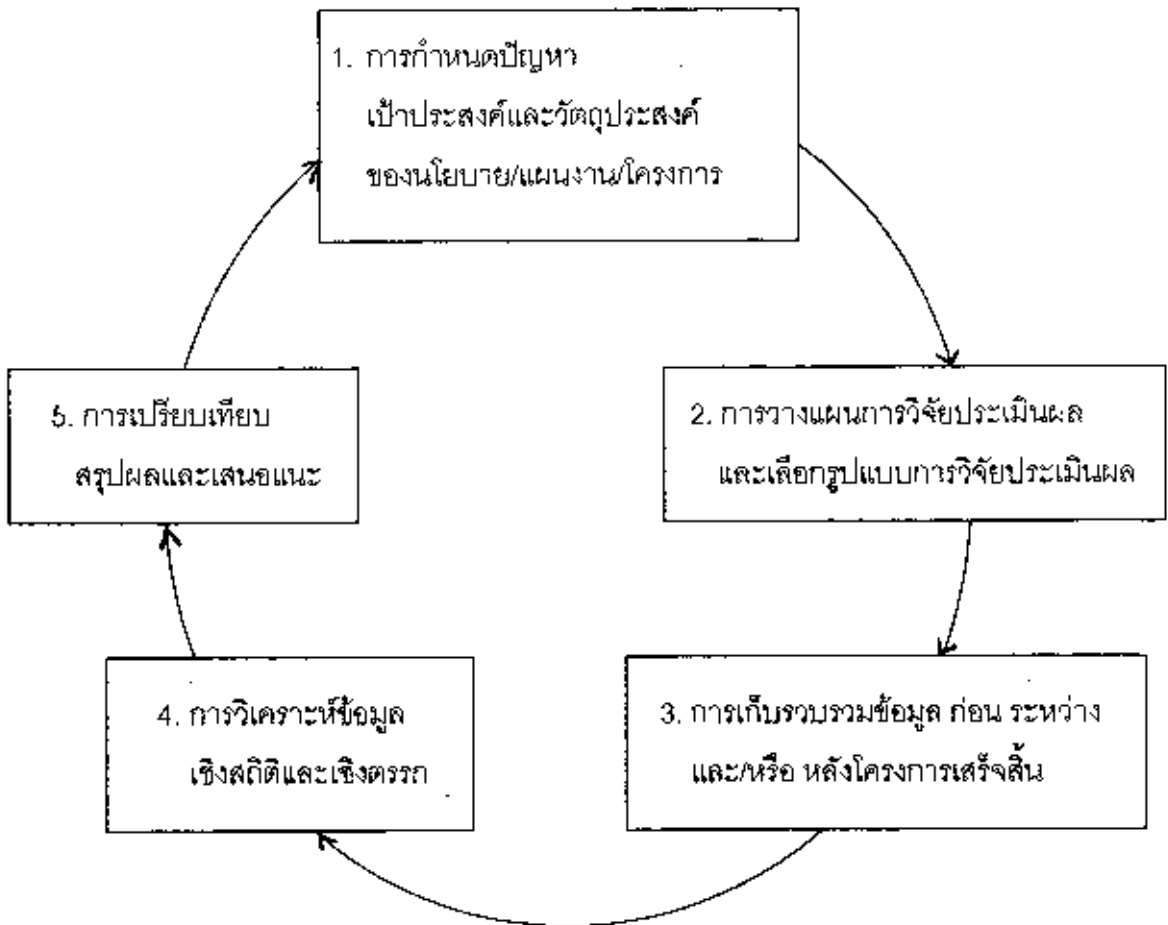 1. การกำหนดปัญหา
เป้าประสงค์และวัตถุประสงค์
ของนโยบาย/แผนงาน/โครงการ
2. การวางแผนการวิจัยประเมินผล
และเลือกรูปแบบการวิจัยประเมินผล
3. การเก็บรวบรวมข้อมูล ก่อน ระหว่าง
และ/หรือ หลังโครงการเสร็จสิ้น
4. การวิเคราะห์ข้อมูล
เชิงสถิติและเชิงตรรก
5. การเปรียบเทียบ
สรุปผลและเสนอแนะ